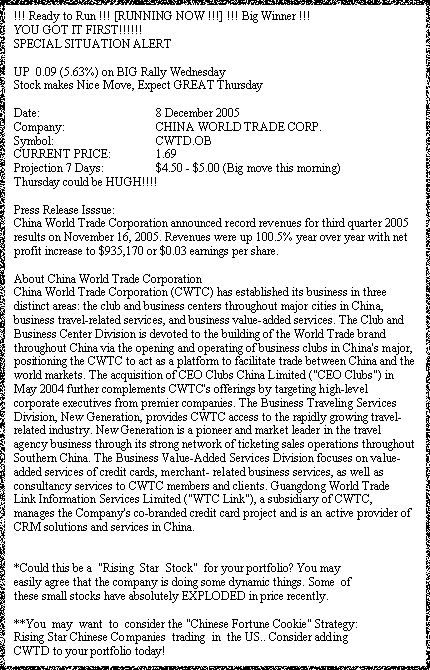 !!! Ready to Run !!! [RUNNING NOW !!!] !!! Big Winner !!!
YOU GOT IT FIRST!!!!!!
SPECIAL SITUATION ALERT
UP 0.09 (5.63%) on BIG Rally Wednesday
Stock makes Nice Move, Expect GREAT Thursday
Date: 8 December 2005
Company: CHINA WORLD TRADE CORP.
Symbol: CWTD.OB
CURRENT PRICE: 1.69
Projection 7 Days: $4.50 - $5.00 (Big move this morning)
Thursday could be HUGH!!!!
Press Release Isssue:
China World Trade Corporation announced record revenues for third quarter 2005
results on November 16, 2005. Revenues were up 100.5% year over year with net
profit increase to $935,170 or $0.03 earnings per share.
About China World Trade Corporation
China World Trade Corporation (CWTC) has established its business in three
distinct areas: the club and business centers throughout major cities in China,
business travel-related services, and business value-added services. The Club and
Business Center Division is devoted to the building of the World Trade brand
throughout China via the opening and operating of business clubs in China's major,
positioning the CWTC to act as a platform to facilitate trade between China and the
world markets. The acquisition of CEO Clubs China Limited ("CEO Clubs") in
May 2004 further complements CWTC's offerings by targeting high-level
corporate executives from premier companies. The Business Traveling Services
Division, New Generation, provides CWTC access to the rapidly growing travel-
related industry. New Generation is a pioneer and market leader in the travel
agency business through its strong network of ticketing sales operations throughout
Southern China. The Business Value-Added Services Division focuses on value-
added services of credit cards, merchant- related business services, as well as
consultancy services to CWTC members and clients. Guangdong World Trade
Link Information Services Limited ("WTC Link"), a subsidiary of CWTC,
manages the Company's co-branded credit card project and is an active provider of
CRM solutions and services in China.
*Could this be a "Rising Star Stock" for your portfolio? You may
easily agree that the company is doing some dynamic things. Some of
these small stocks have absolutely EXPLODED in price recently.
**You may want to consider the "Chinese Fortune Cookie" Strategy:
Rising Star Chinese Companies trading in the US.. Consider adding
CWTD to your portfolio today!